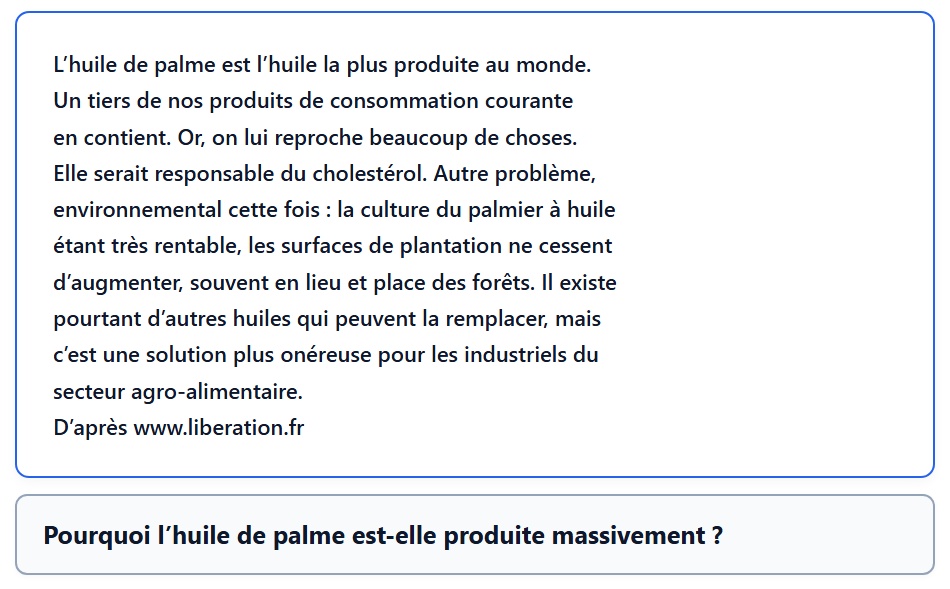 L’huile de palme est l’huile la plus produite au monde.
Un tiers de nos produits de consommation courante
en contient. Or, on lui reproche beaucoup de choses.
Elle serait responsable du cholestérol. Autre problème,
environnemental cette fois : la culture du palmier à huile
étant très rentable, les surfaces de plantation ne cessent
d’augmenter, souvent en lieu et place des forêts. Il existe
pourtant d’autres huiles qui peuvent la remplacer, mais
c’est une solution plus onéreuse pour les industriels du
secteur agro-alimentaire.
D’après www.liberation.fr
Pourquoi l’huile de palme est-elle produite massivement ?